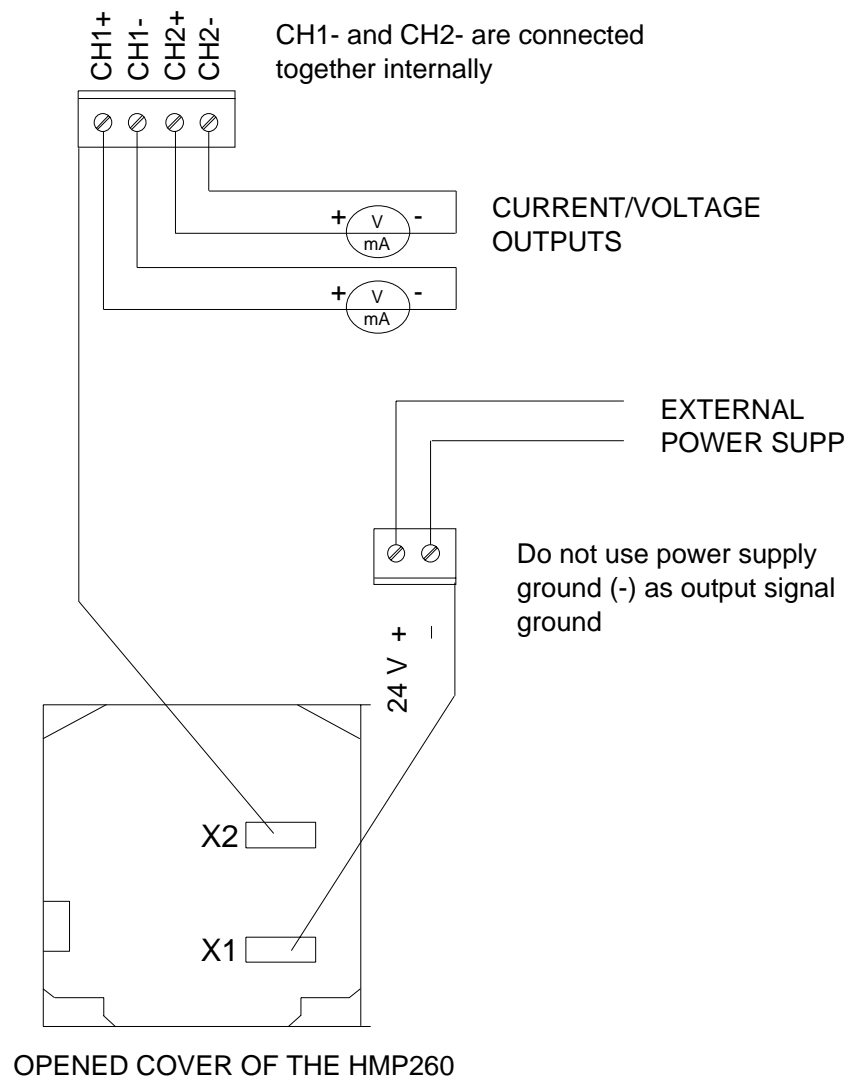 CH1+
CH1-
CH2+
CH2-
CH1- and CH2- are connected
together internally
+ V mA -
CURRENT/VOLTAGE
OUTPUTS
+ V mA -
EXTERNAL
POWER SUPP
Do not use power supply
ground (-) as output signal
ground
24 V + -
X2
X1
OPENED COVER OF THE HMP260